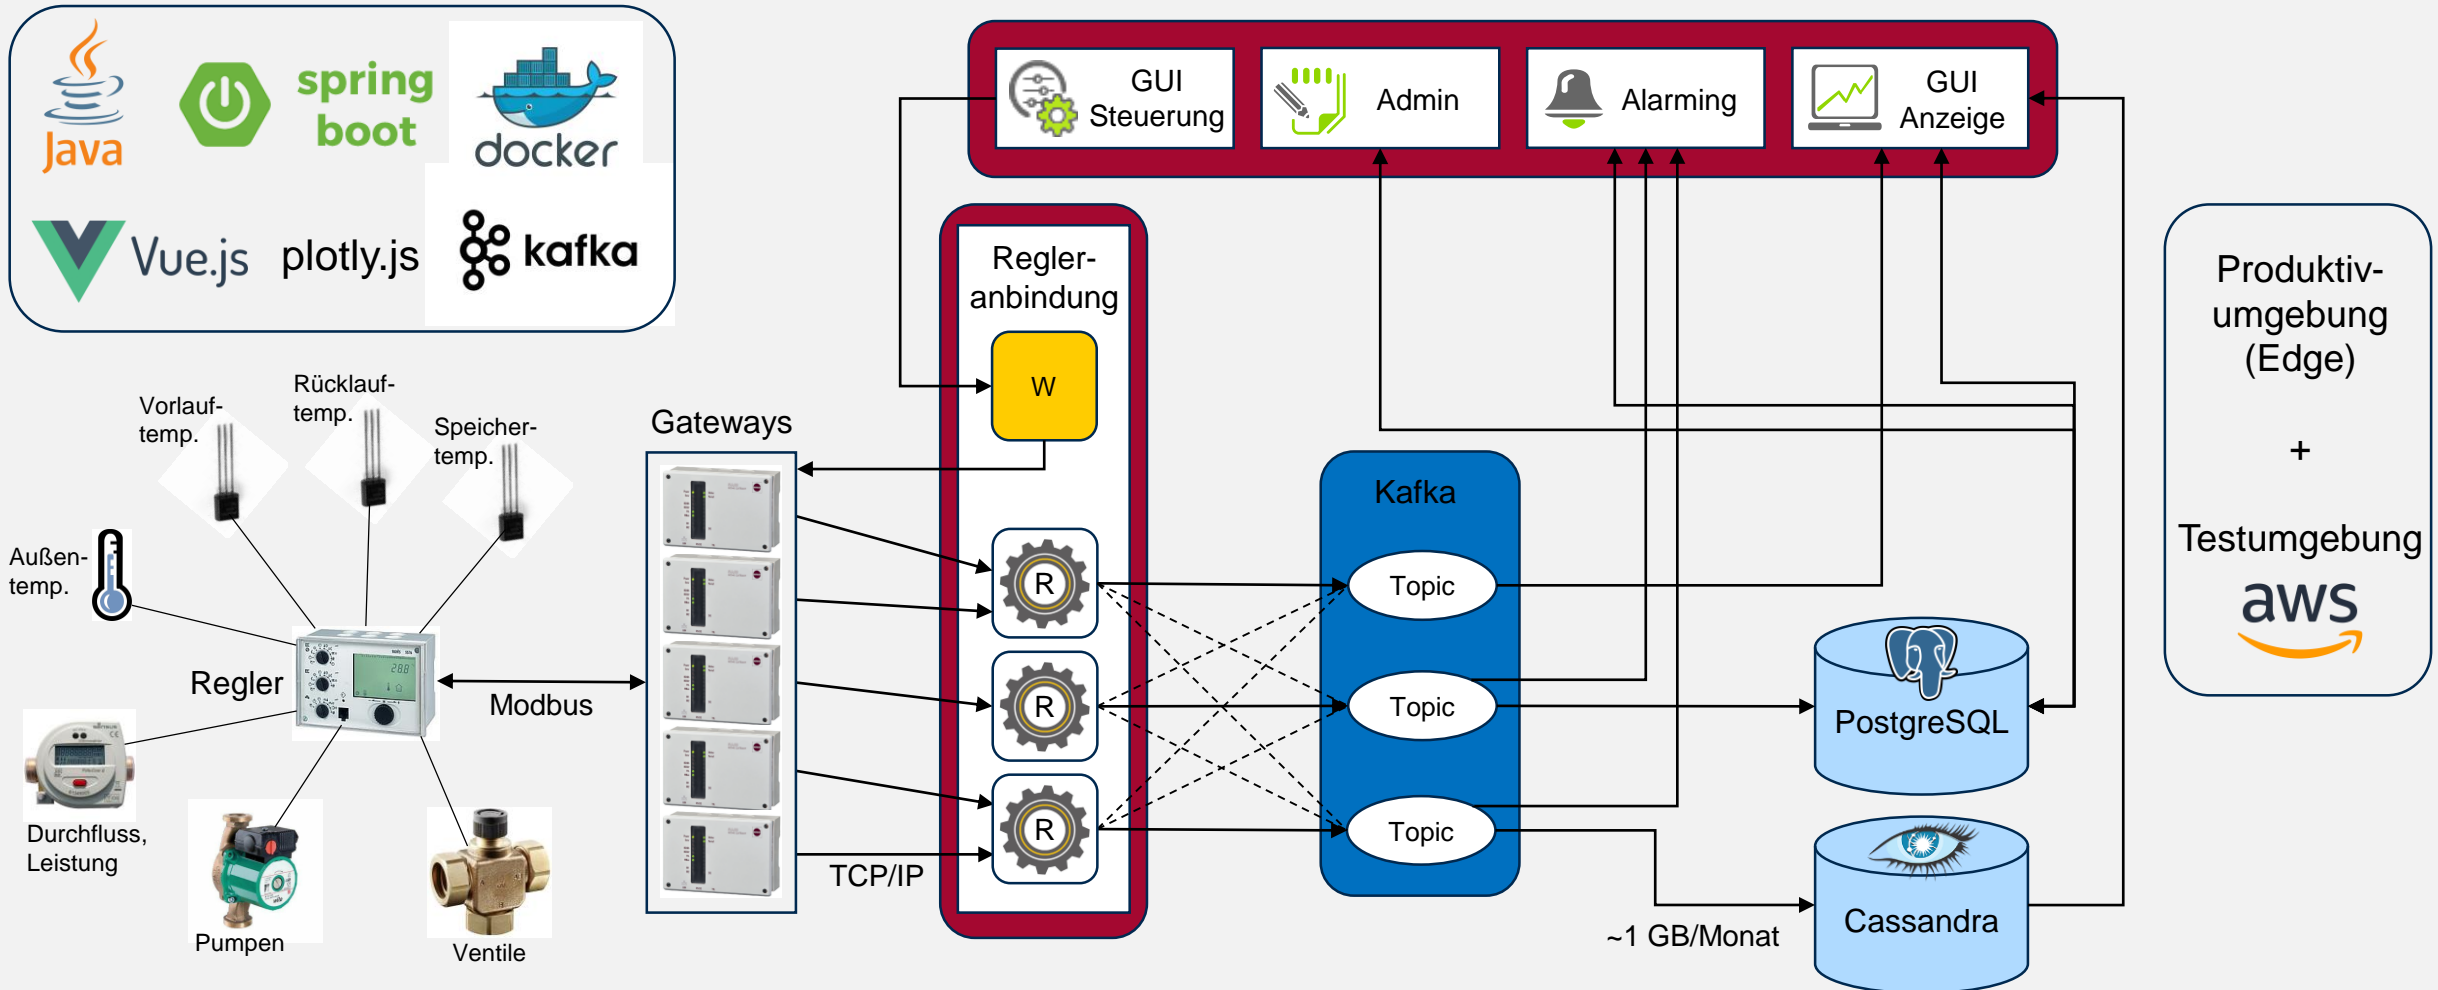 Java
spring
boot
docker
Vue.js
plotly.js
kafka
GUI
Steuerung
Admin
Alarming
GUI
Anzeige
Regler-
anbindung
W
R
R
R
Vorlauf-
temp.
Rücklauf-
temp.
Speicher-
temp.
Außen-
temp.
Regler
28.8
Durchfluss,
Leistung
Pumpen
Ventile
Modbus
Gateways
TCP/IP
Kafka
Topic
Topic
Topic
PostgreSQL
Cassandra
~1 GB/Monat
Produktiv-
umgebung
(Edge)
+
Testumgebung
aws